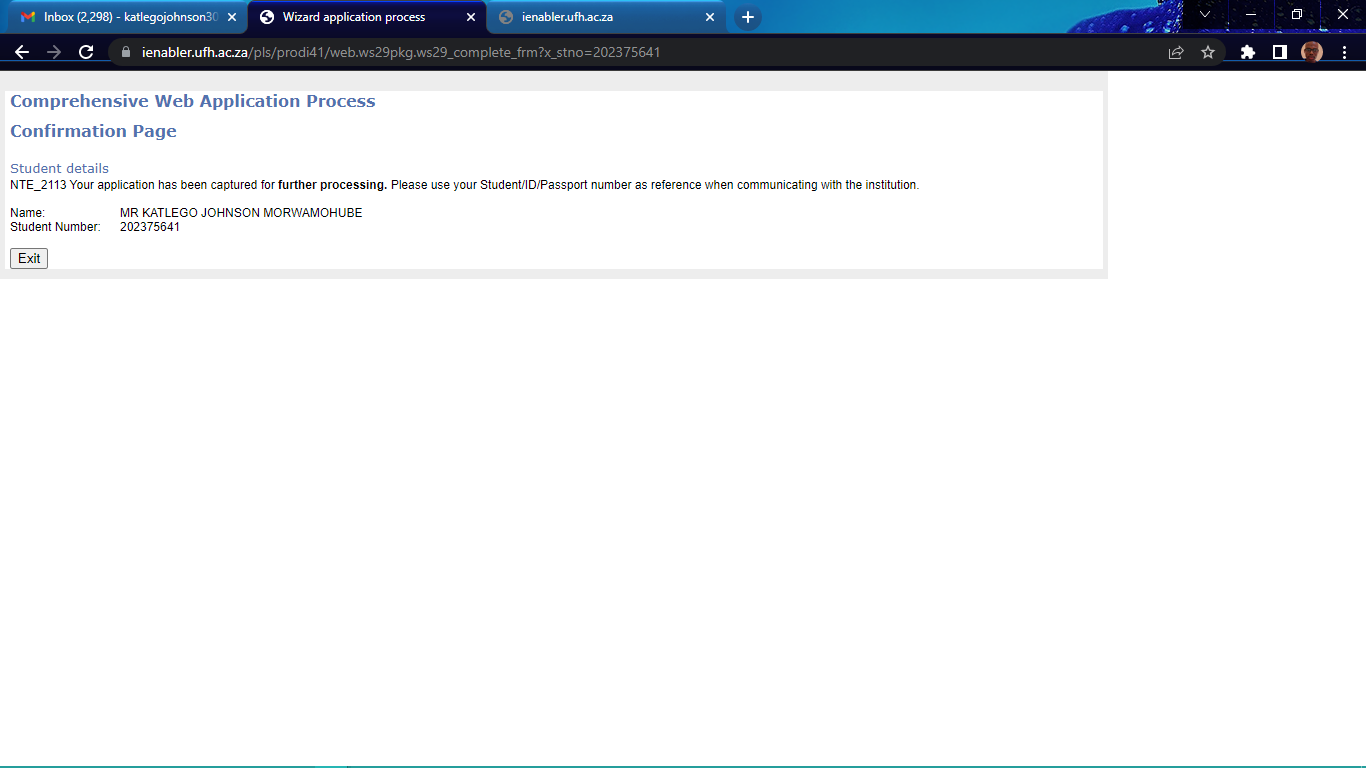 Inbox (2,298) - katlegojohnson30
Wizard application process
ienabler.ufh.ac.za
ienabler.ufh.ac.za/pls/prodi41/web.ws29pkg.ws29_complete_frm?x_stno=202375641
Comprehensive Web Application Process
Confirmation Page
Student details
NTE_2113 Your application has been captured for further processing. Please use your Student/ID/Passport number as reference when communicating with the institution.
Name: MR KATLEGO JOHNSON MORWAMOHUBE
Student Number: 202375641
Exit